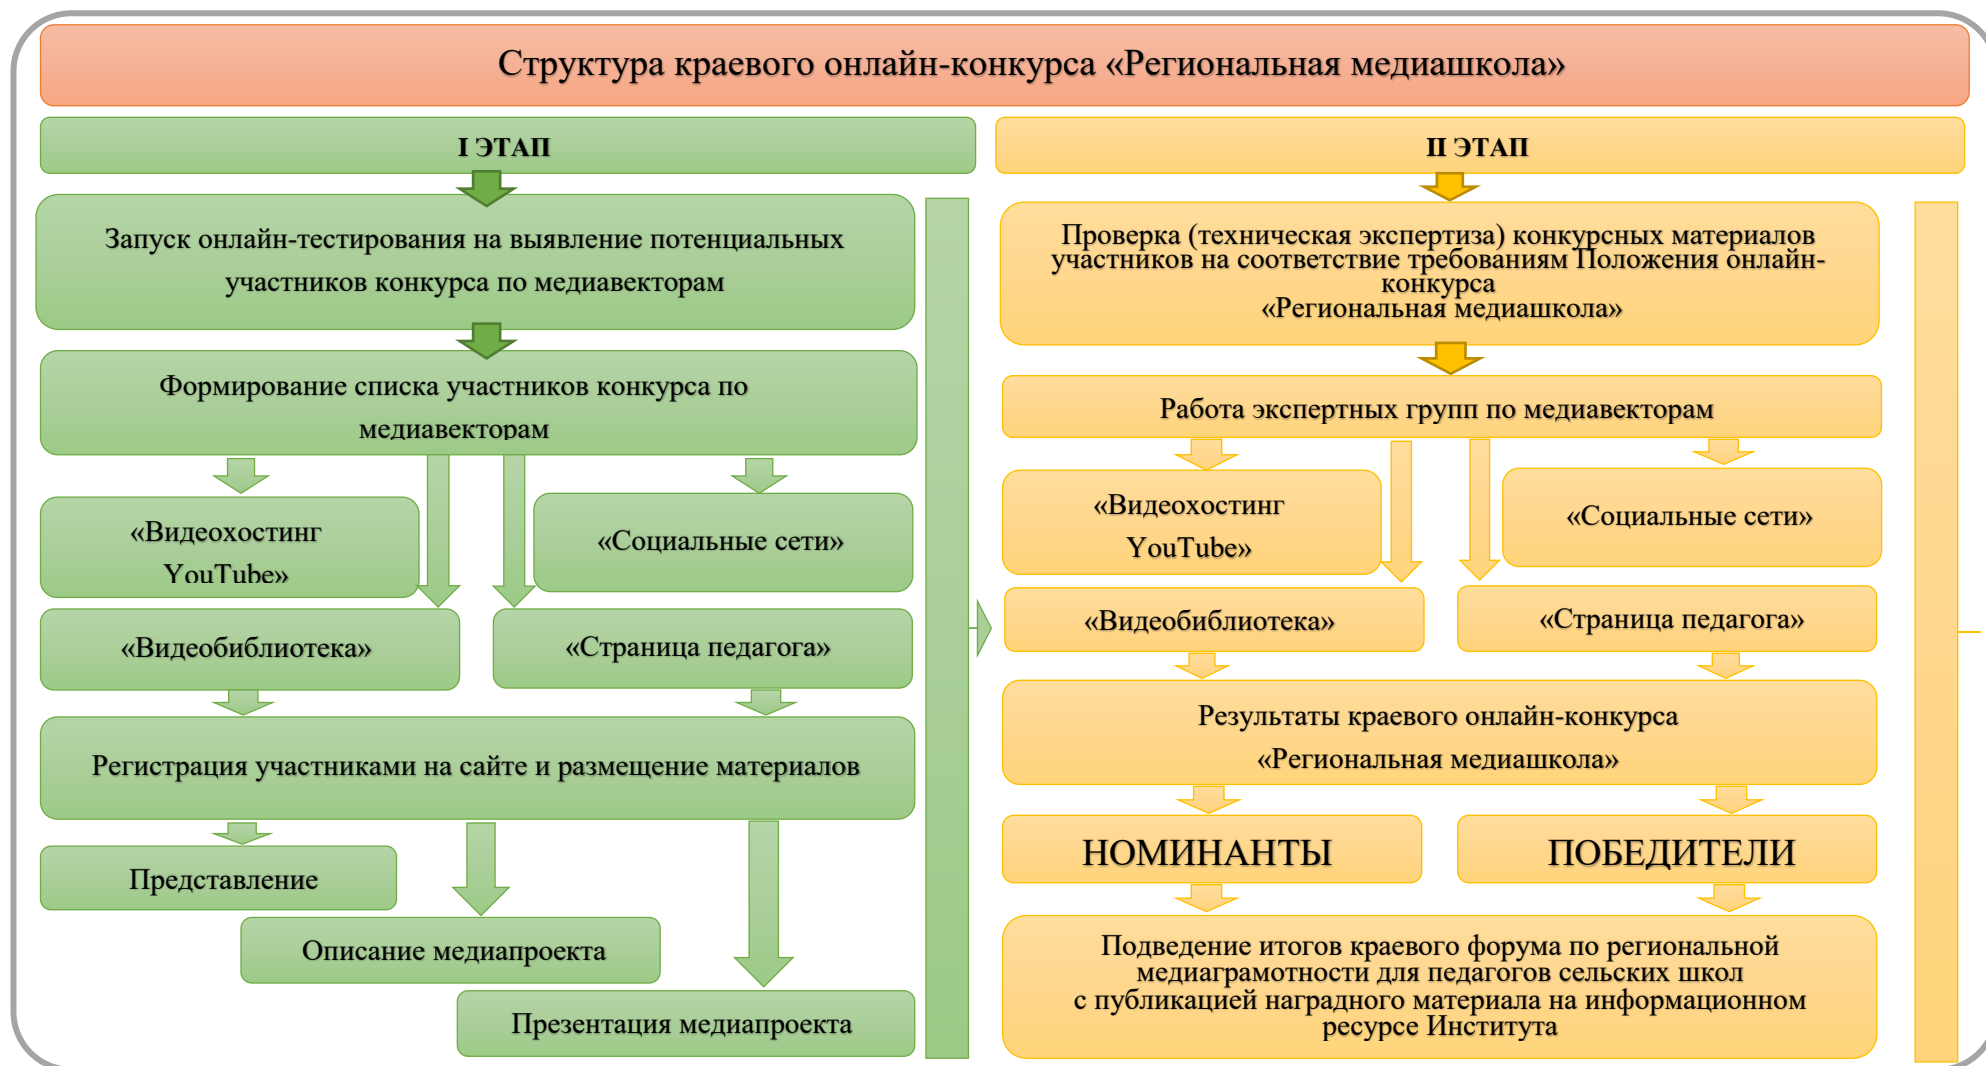 Структура краевого онлайн-конкурса «Региональная медиашкола»
I ЭТАП
Запуск онлайн-тестирования на выявление потенциальных
участников конкурса по медиавекторам
Формирование списка участников конкурса по
медиавекторам
«Видеохостинг
YouTube»
«Социальные сети»
«Видеобиблиотека»
«Страница педагога»
Регистрация участниками на сайте и размещение материалов
Представление
Описание медиапроекта
Презентация медиапроекта
II ЭТАП
Проверка (техническая экспертиза) конкурсных материалов
участников на соответствие требованиям Положения онлайн-
конкурса
«Региональная медиашкола»
Работа экспертных групп по медиавекторам
«Видеохостинг
YouTube»
«Социальные сети»
«Видеобиблиотека»
«Страница педагога»
Результаты краевого онлайн-конкурса
«Региональная медиашкола»
НОМИНАНТЫ
ПОБЕДИТЕЛИ
Подведение итогов краевого форума по региональной
медиаграмотности для педагогов сельских школ
с публикацией наградного материала на информационном
ресурсе Института